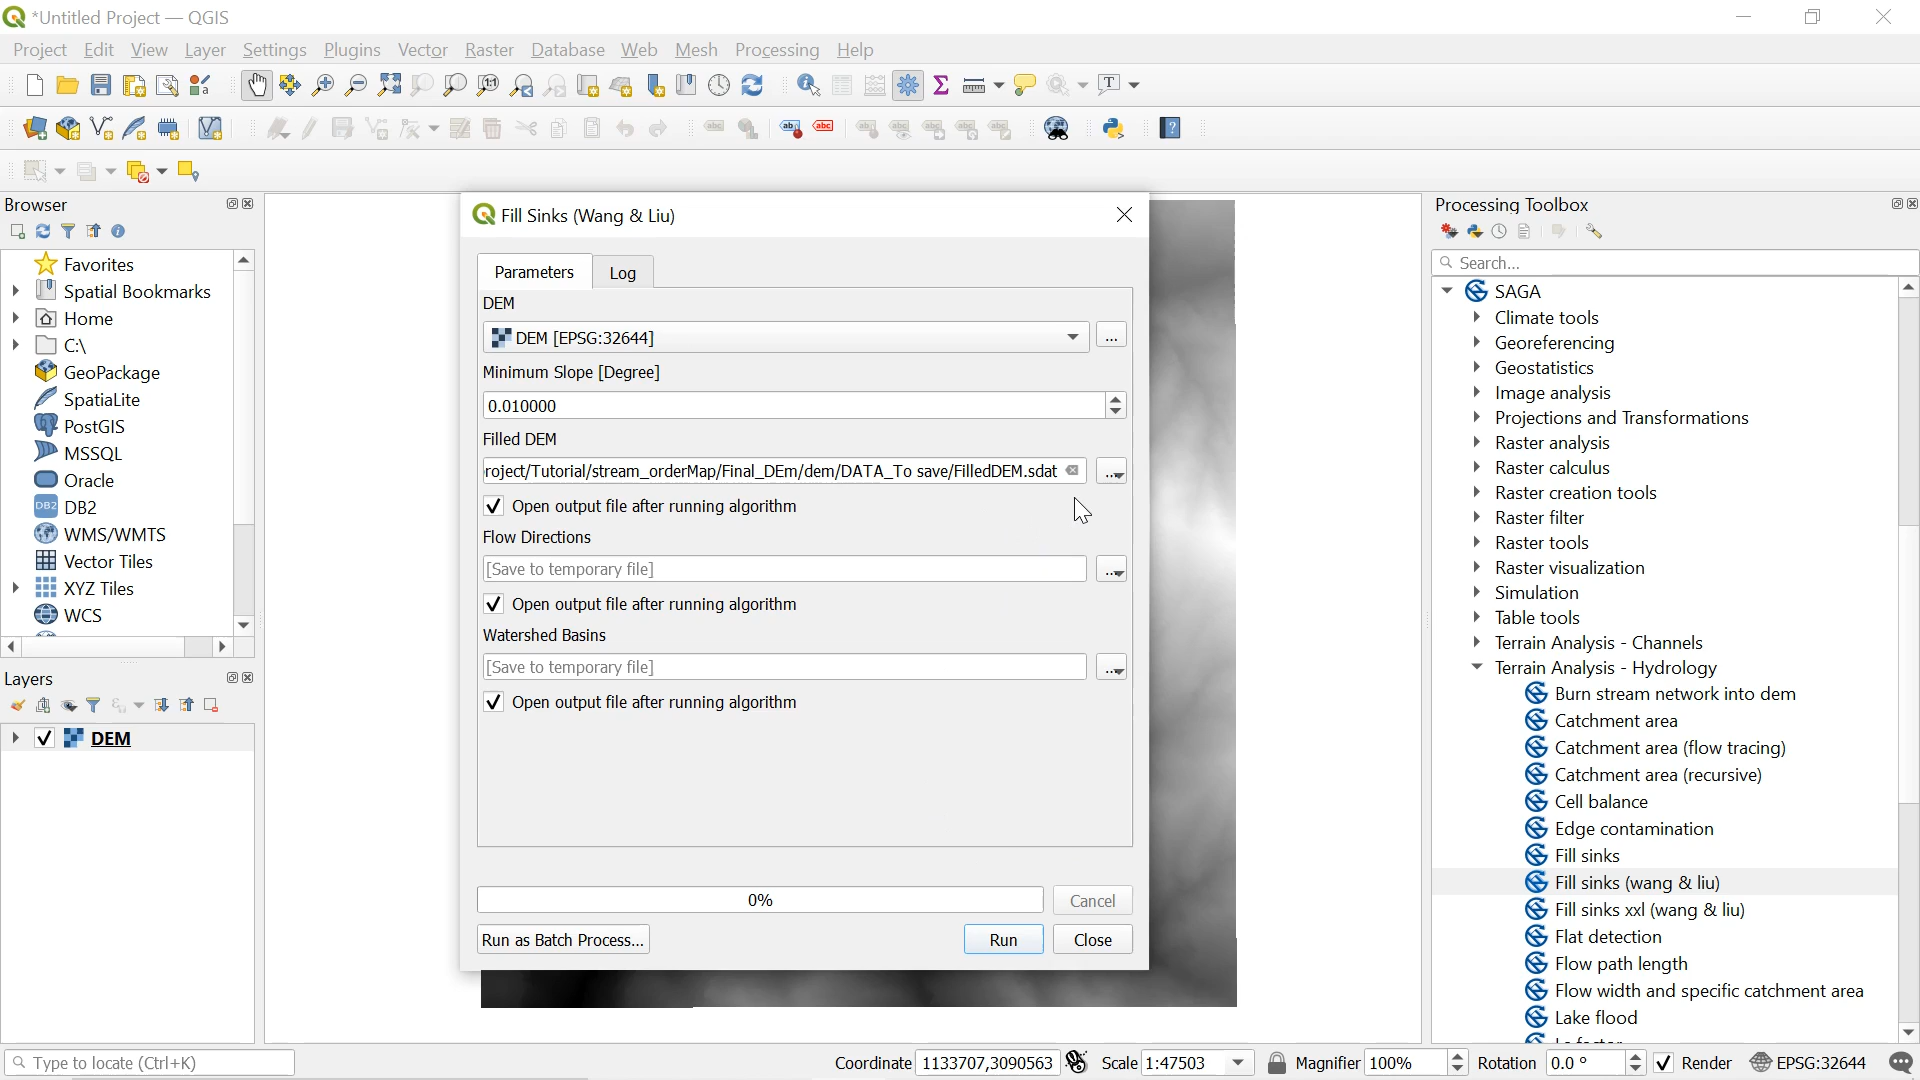 *Untitled Project — QGIS
Project Edit View Layer Settings Plugins Vector Raster Database Web Mesh Processing Help
Browser
Favorites
Spatial Bookmarks
Home
C:\
GeoPackage
SpatiaLite
PostGIS
MSSQL
Oracle
DB2
WMS/WMTS
Vector Tiles
XYZ Tiles
WCS
Layers
DEM
Fill Sinks (Wang & Liu)
Parameters Log
DEM
DEM [EPSG:32644]
Minimum Slope [Degree]
0.010000
Filled DEM
roject/Tutorial/stream_orderMap/Final_DEm/dem/DATA_To save/FilledDEM.sdat
Open output file after running algorithm
Flow Directions
[Save to temporary file]
Open output file after running algorithm
Watershed Basins
[Save to temporary file]
Open output file after running algorithm
0% Cancel
Run as Batch Process... Run Close
Processing Toolbox
Search...
SAGA
Climate tools
Georeferencing
Geostatistics
Image analysis
Projections and Transformations
Raster analysis
Raster calculus
Raster creation tools
Raster filter
Raster tools
Raster visualization
Simulation
Table tools
Terrain Analysis - Channels
Terrain Analysis - Hydrology
Burn stream network into dem
Catchment area
Catchment area (flow tracing)
Catchment area (recursive)
Cell balance
Edge contamination
Fill sinks
Fill sinks (wang & liu)
Fill sinks xxl (wang & liu)
Flat detection
Flow path length
Flow width and specific catchment area
Lake flood
Type to locate (Ctrl+K) Coordinate 1133707,3090563 Scale 1:47503 Magnifier 100% Rotation 0.0 ° Render EPSG:32644